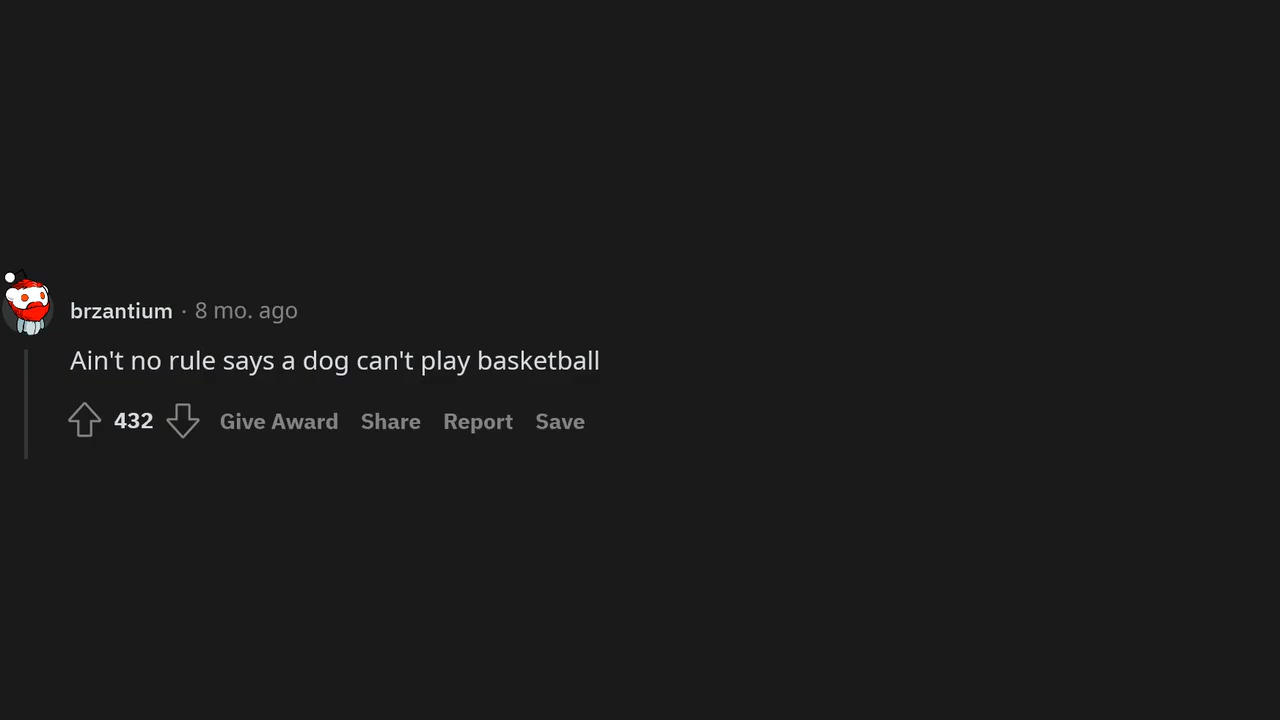 brzantium · 8 mo. ago
Ain't no rule says a dog can't play basketball
432 Give Award Share Report Save